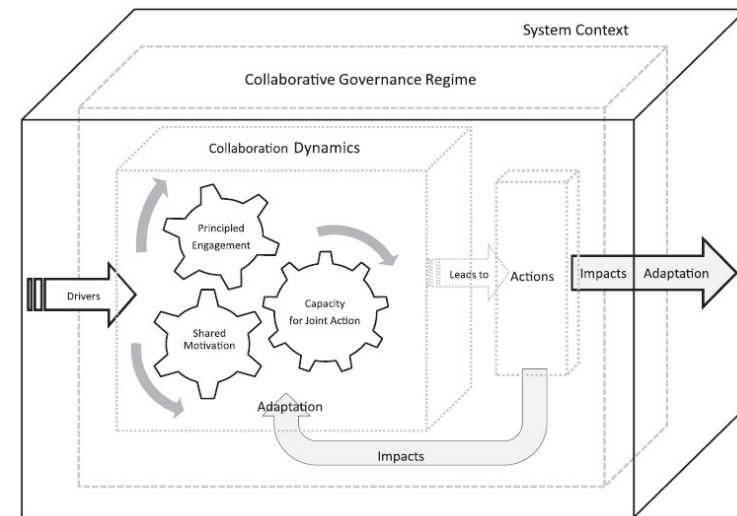 System Context
Collaborative Governance Regime
Collaboration Dynamics
Principled
Engagement
Drivers
Shared
Motivation
Capacity
for Joint Action
Leads to
Actions
Impacts
Adaptation
Adaptation
Impacts